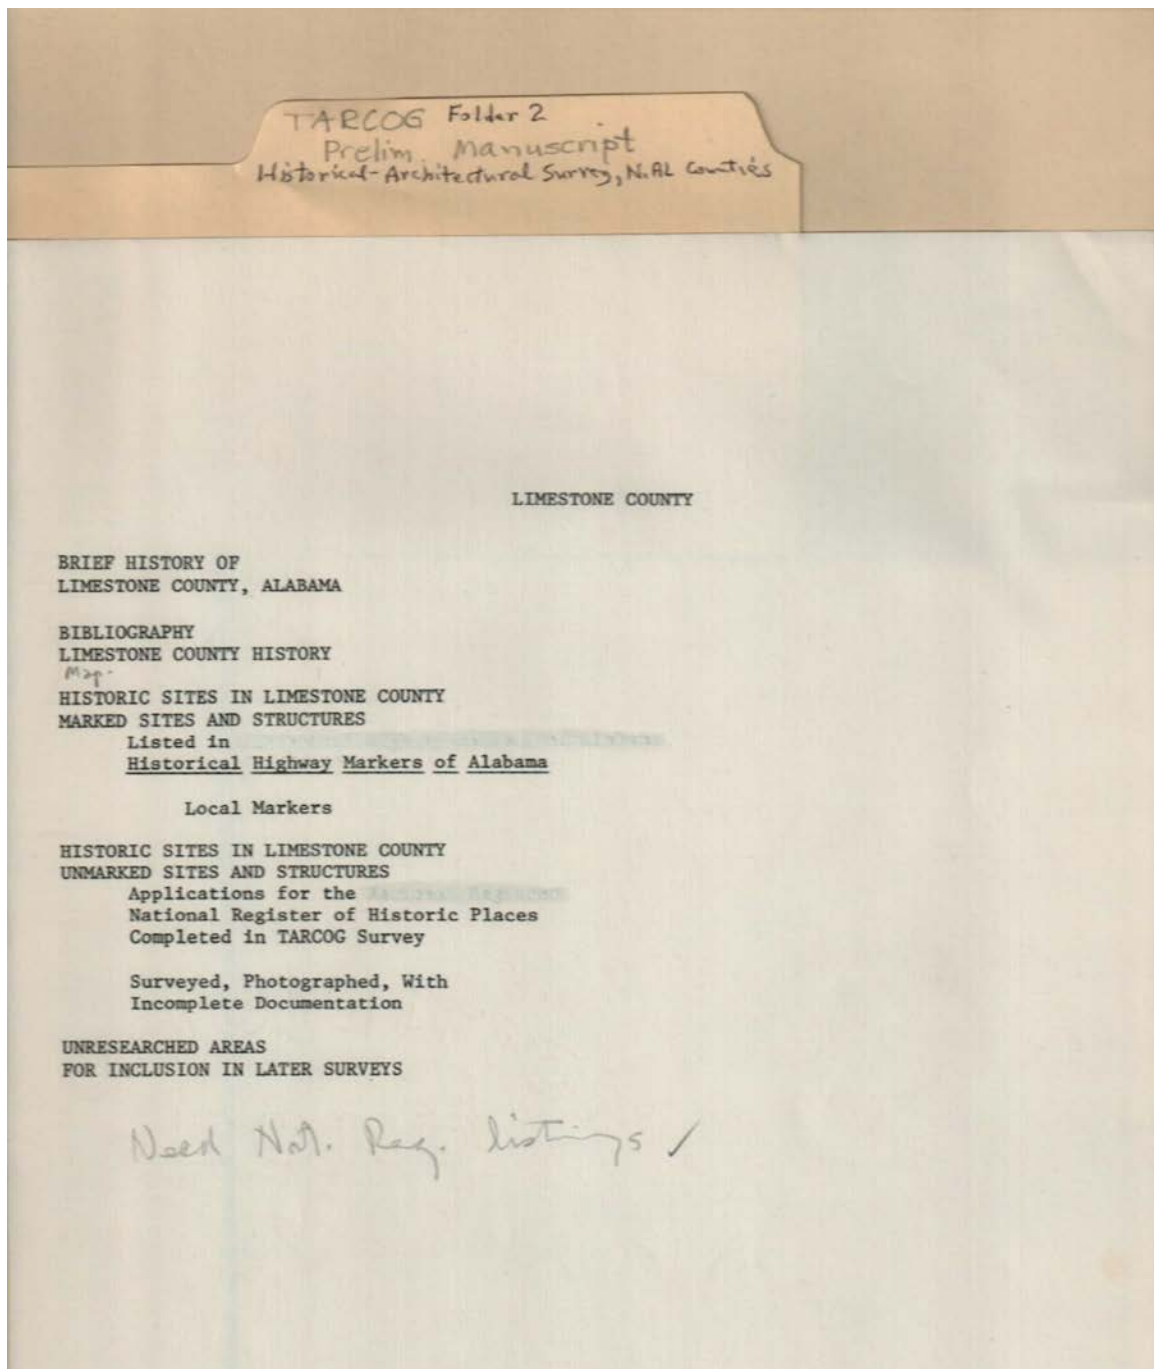 TARCOG Folder 2
Prelim. Manuscript
Historical-Architectural Survey, N. AL Counties
LIMESTONE COUNTY
BRIEF HISTORY OF
LIMESTONE COUNTY, ALABAMA
BIBLIOGRAPHY
LIMESTONE COUNTY HISTORY
Map.
HISTORIC SITES IN LIMESTONE COUNTY
MARKED SITES AND STRUCTURES
Listed in
Historical Highway Markers of Alabama
Local Markers
HISTORIC SITES IN LIMESTONE COUNTY
UNMARKED SITES AND STRUCTURES
Applications for the
National Register of Historic Places
Completed in TARCOG Survey
Surveyed, Photographed, With
Incomplete Documentation
UNRESEARCHED AREAS
FOR INCLUSION IN LATER SURVEYS
Need Nat. Reg. listings ✓